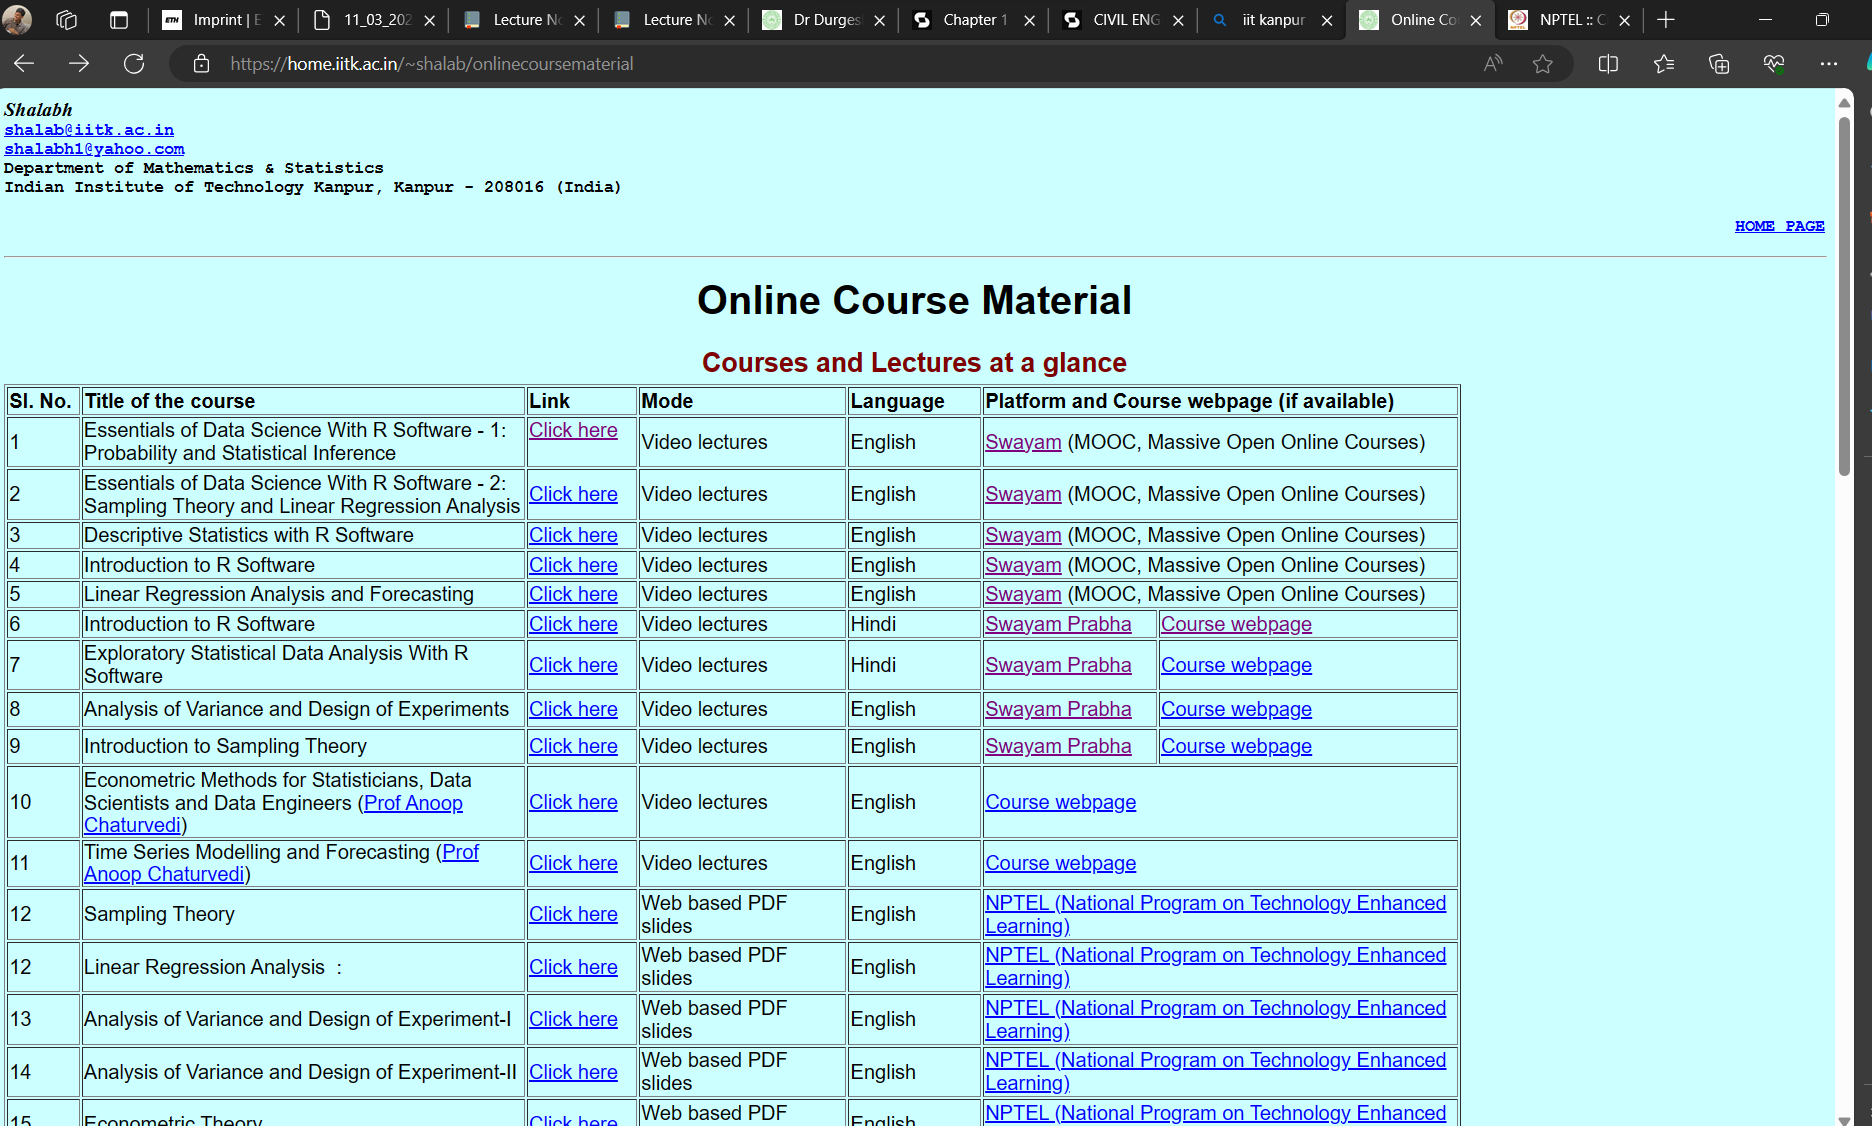 Imprint | E
11_03_202
Lecture No
Lecture No
Dr Durges
Chapter 1
CIVIL ENG
iit kanpur
Online Co
NPTEL :: C
https://home.iitk.ac.in/~shalab/onlinecoursematerial
Shalabh
shalab@iitk.ac.in
shalabh1@yahoo.com
Department of Mathematics & Statistics
Indian Institute of Technology Kanpur, Kanpur - 208016 (India)
HOME PAGE
Online Course Material
Courses and Lectures at a glance
Sl. No. Title of the course Link Mode Language Platform and Course webpage (if available)
1 Essentials of Data Science With R Software - 1: Click here Video lectures English Swayam (MOOC, Massive Open Online Courses)
Probability and Statistical Inference
2 Essentials of Data Science With R Software - 2: Click here Video lectures English Swayam (MOOC, Massive Open Online Courses)
Sampling Theory and Linear Regression Analysis
3 Descriptive Statistics with R Software Click here Video lectures English Swayam (MOOC, Massive Open Online Courses)
4 Introduction to R Software Click here Video lectures English Swayam (MOOC, Massive Open Online Courses)
5 Linear Regression Analysis and Forecasting Click here Video lectures English Swayam (MOOC, Massive Open Online Courses)
6 Introduction to R Software Click here Video lectures Hindi Swayam Prabha Course webpage
7 Exploratory Statistical Data Analysis With R Click here Video lectures Hindi Swayam Prabha Course webpage
Software
8 Analysis of Variance and Design of Experiments Click here Video lectures English Swayam Prabha Course webpage
9 Introduction to Sampling Theory Click here Video lectures English Swayam Prabha Course webpage
10 Econometric Methods for Statisticians, Data Click here Video lectures English Course webpage
Scientists and Data Engineers (Prof Anoop
Chaturvedi)
11 Time Series Modelling and Forecasting (Prof Click here Video lectures English Course webpage
Anoop Chaturvedi)
12 Sampling Theory Click here Web based PDF English NPTEL (National Program on Technology Enhanced
slides Learning)
12 Linear Regression Analysis : Click here Web based PDF English NPTEL (National Program on Technology Enhanced
slides Learning)
13 Analysis of Variance and Design of Experiment-I Click here Web based PDF English NPTEL (National Program on Technology Enhanced
slides Learning)
14 Analysis of Variance and Design of Experiment-II Click here Web based PDF English NPTEL (National Program on Technology Enhanced
slides Learning)
15 Econometric Theory Click here Web based PDF English NPTEL (National Program on Technology Enhanced